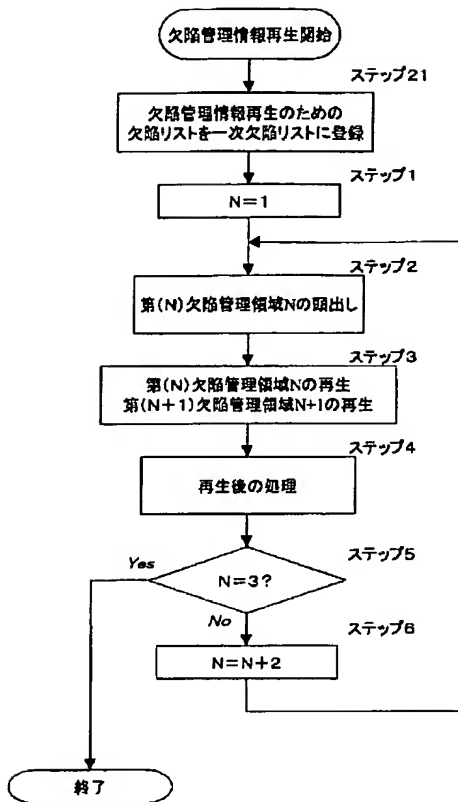 欠陥管理情報再生開始
ステップ21
欠陥管理情報再生のための
欠陥リストを一次欠陥リストに登録
ステップ1
N=1
ステップ2
第(N)欠陥管理領域Nの頭出し
ステップ3
第(N)欠陥管理領域Nの再生
第(N+1)欠陥管理領域N+1の再生
ステップ4
再生後の処理
ステップ5
Yes
N=3?
No
ステップ6
N=N+2
終了